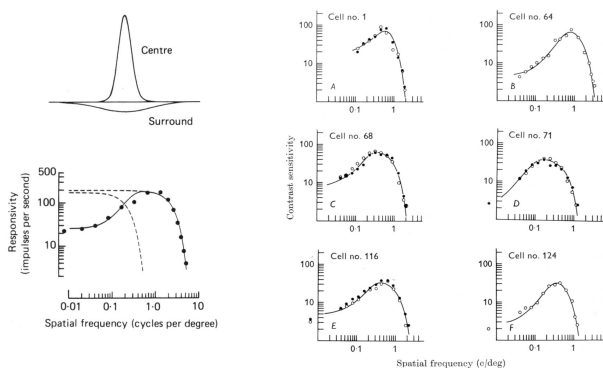 Centre
Surround
Responsivity
(impulses per second)
500
100
10
0·01 0·1 1·0 10
Spatial frequency (cycles per degree)
Contrast sensitivity
Cell no. 1
100
10
A
0·1 1
Cell no. 64
100
10
B
0·1 1
Cell no. 68
100
10
C
0·1 1
Cell no. 71
100
10
D
0·1 1
Cell no. 116
100
10
E
0·1 1
Cell no. 124
100
10
F
0·1 1
Spatial frequency (c/deg)